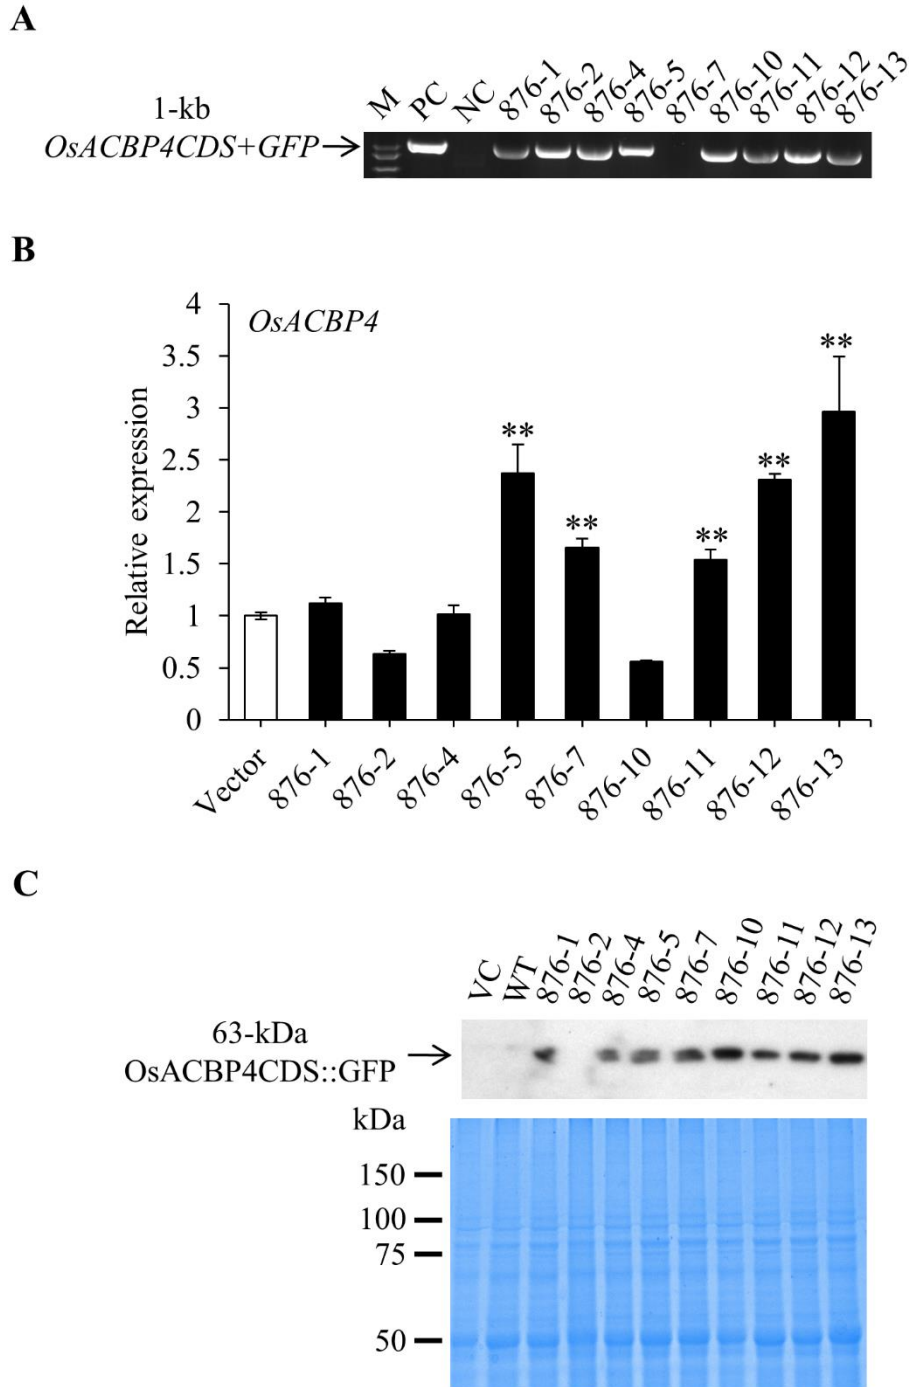 A
M PC NC 876-1 876-2 876-4 876-5 876-7 876-10 876-11 876-12 876-13
1-kb
OsACBP4CDS+GFP
B
OsACBP4
Relative expression
4
3.5
3
2.5
2
1.5
1
0.5
0
** ** ** ** **
Vector 876-1 876-2 876-4 876-5 876-7 876-10 876-11 876-12 876-13
C
VC WT 876-1 876-2 876-4 876-5 876-7 876-10 876-11 876-12 876-13
63-kDa
OsACBP4CDS::GFP
kDa
150
100
75
50